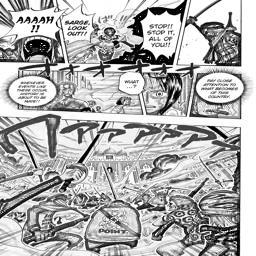 AAAAH
!!
SARGE,
LOOK
OUT!!
STOP!!
STOP IT,
ALL OF
YOU!!
WHENEVER
EVENTS LIKE
THESE OCCUR,
HISTORY IS
ABOUT TO BE
MADE!!
WHAT
...?
PAY CLOSE
ATTENTION TO
WHAT BECOMES
OF THIS
COUNTRY.
POINT